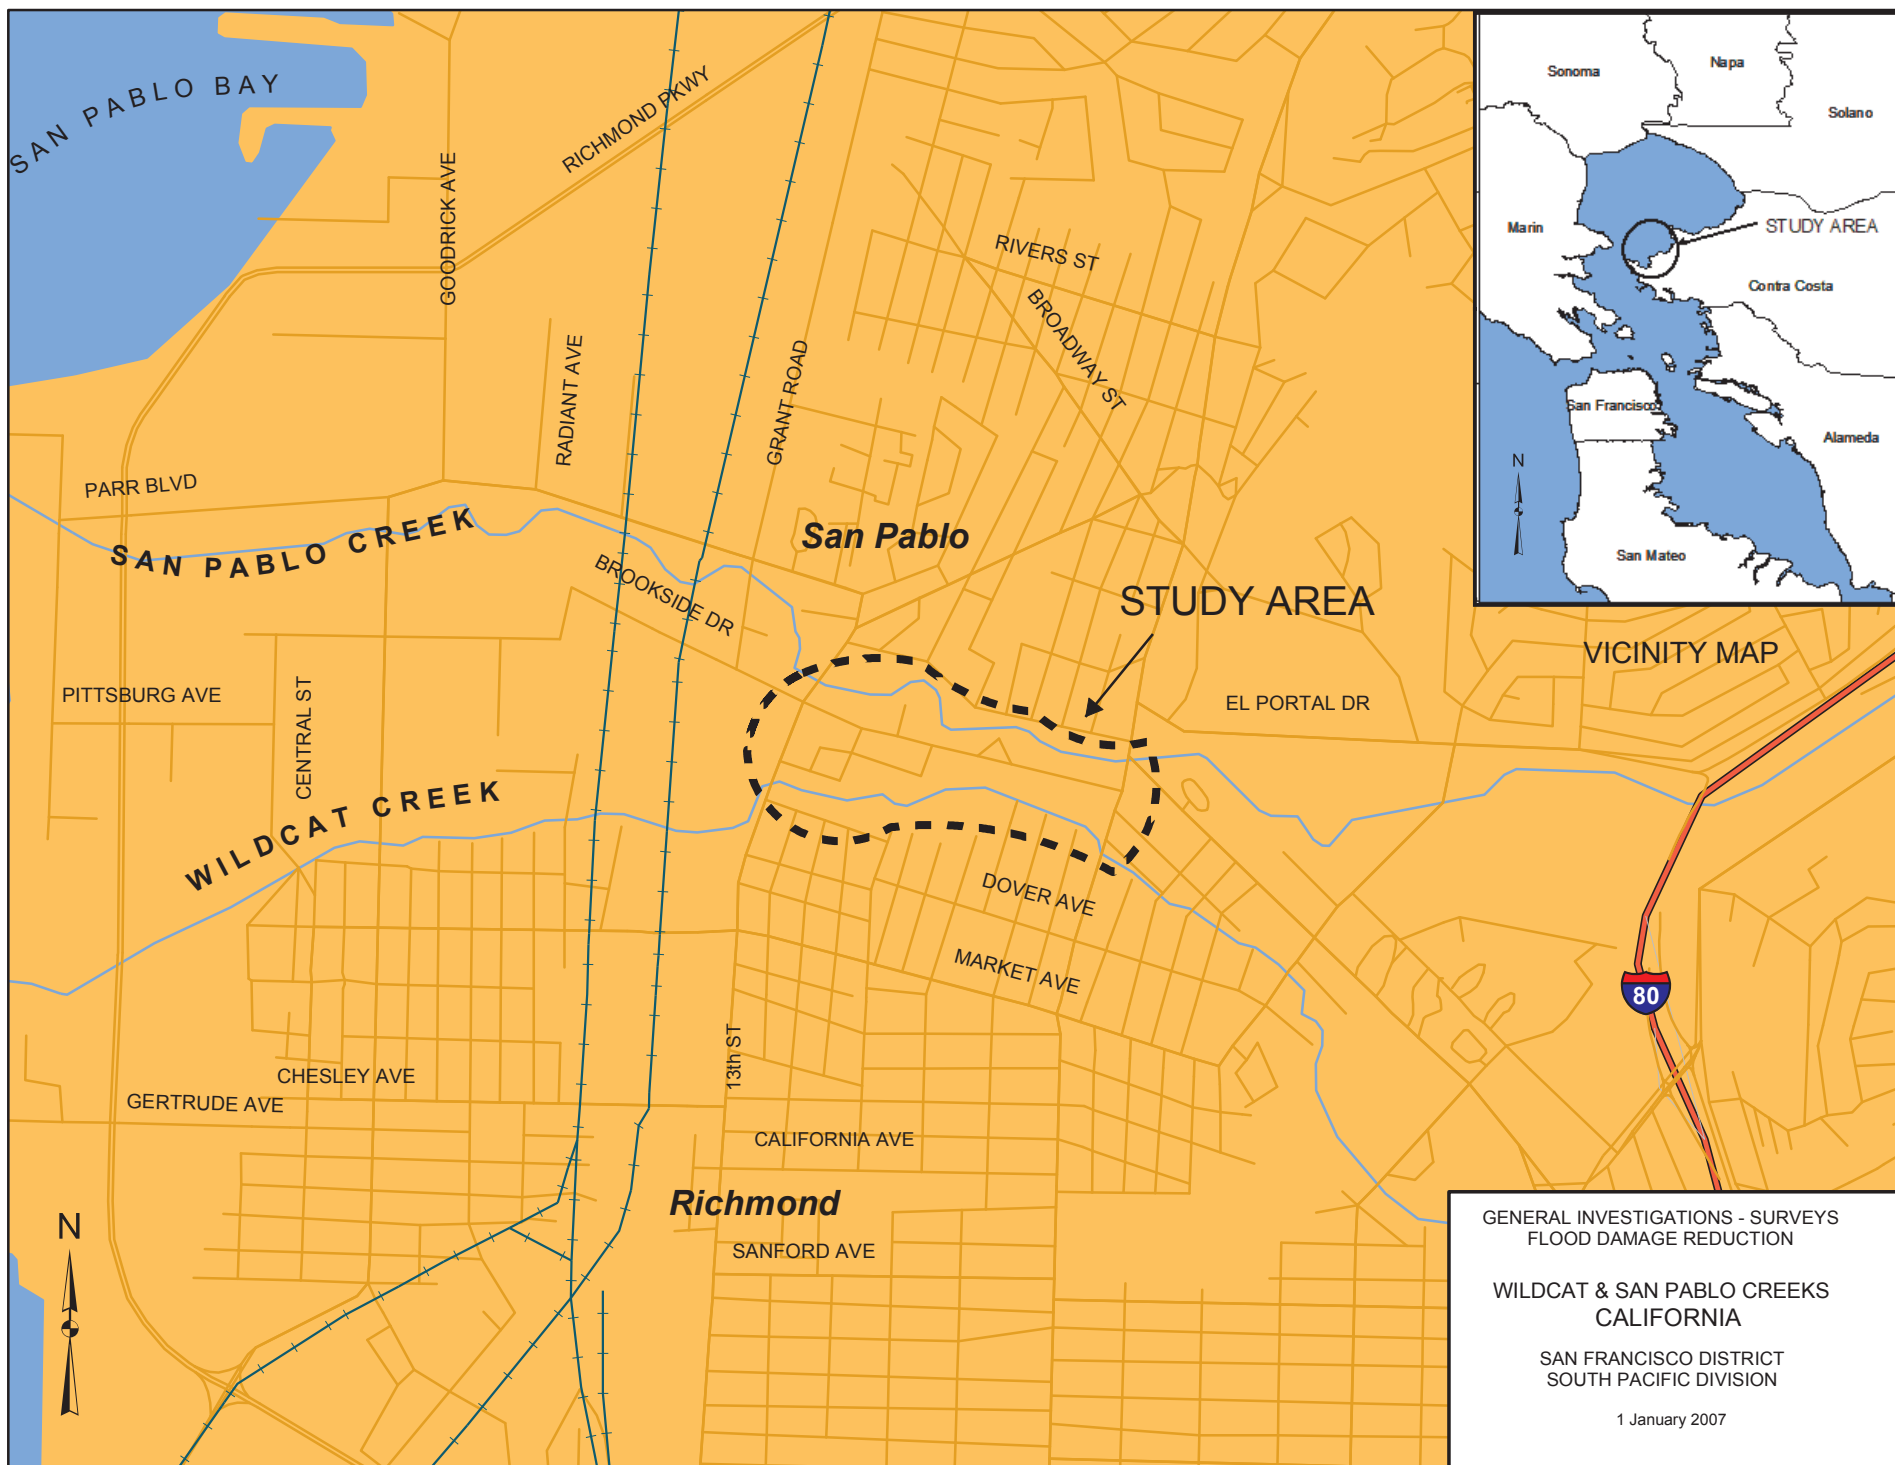 SAN PABLO BAY
RICHMOND PKWY
GOODRICK AVE
RIVERS ST
BROADWAY ST
RADIANT AVE
GRANT ROAD
PARR BLVD
SAN PABLO CREEK
San Pablo
BROOKSIDE DR
STUDY AREA
PITTSBURG AVE
CENTRAL ST
EL PORTAL DR
WILDCAT CREEK
DOVER AVE
MARKET AVE
80
13th ST
CHESLEY AVE
GERTRUDE AVE
CALIFORNIA AVE
Richmond
SANFORD AVE
N
Sonoma
Napa
Solano
Marin
STUDY AREA
Contra Costa
San Francisco
Alameda
N
San Mateo
VICINITY MAP
GENERAL INVESTIGATIONS - SURVEYS
FLOOD DAMAGE REDUCTION
WILDCAT & SAN PABLO CREEKS
CALIFORNIA
SAN FRANCISCO DISTRICT
SOUTH PACIFIC DIVISION
1 January 2007